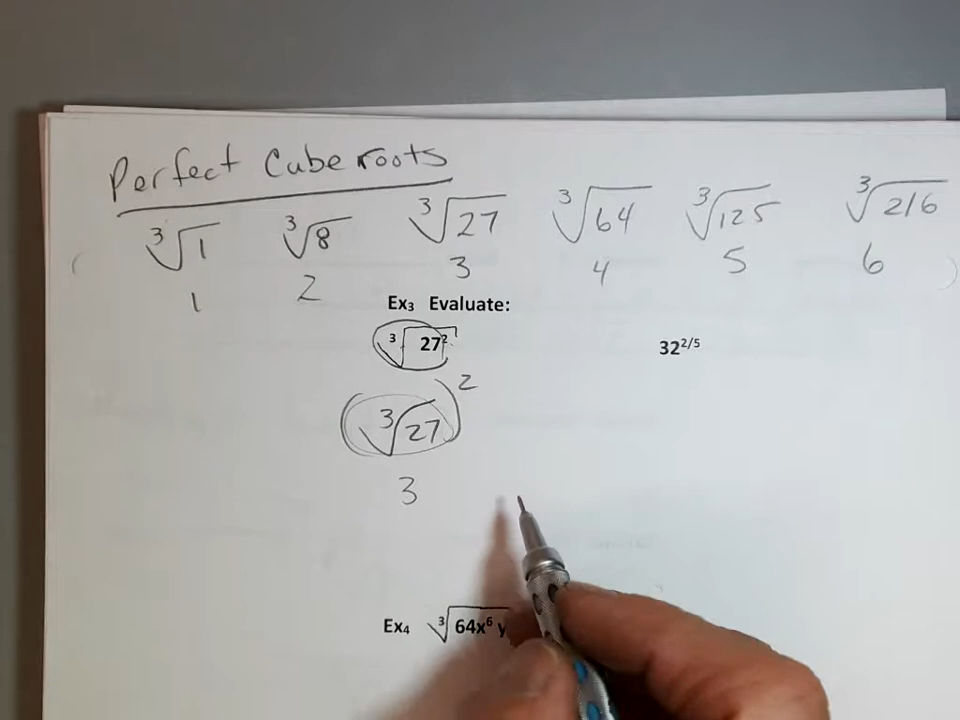 Perfect Cube roots
∛1 ∛8 ∛27 ∛64 ∛125 ∛216
( 1 2 3 4 5 6 )
Ex₃ Evaluate:
∛27² 32^2/5
(∛27)²
3
Ex₄ ∛64x⁶ y